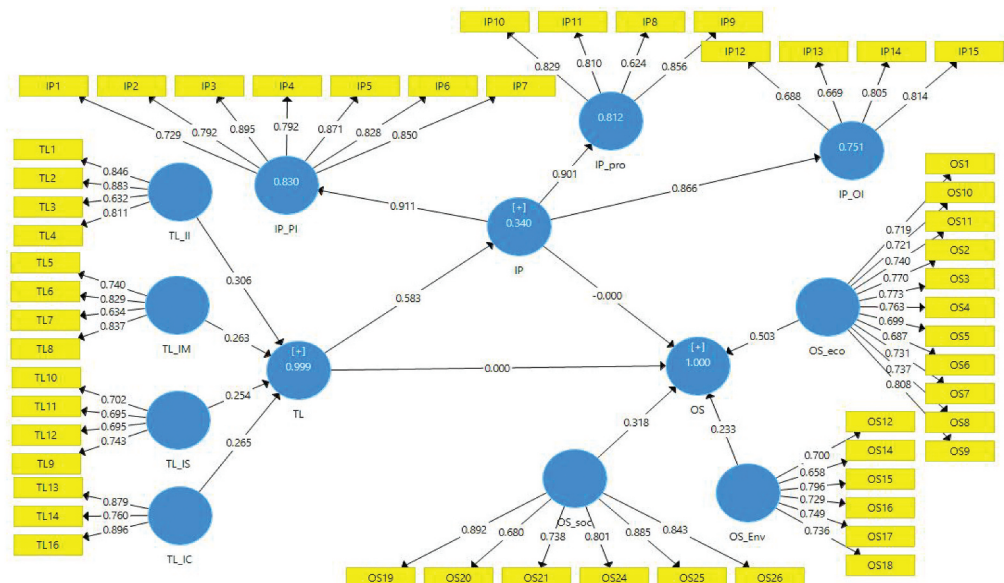 IP10 IP11 IP8 IP9
IP12 IP13 IP14 IP15
IP1 IP2 IP3 IP4 IP5 IP6 IP7
0.829 0.810 0.624 0.856
0.688 0.669 0.805 0.814
0.729 0.792 0.895 0.792 0.871 0.828 0.850
0.812
IP_pro
0.751
IP_OI
0.830
IP_PI
0.901
0.866
0.911
[+]
0.340
IP
TL1
TL2
TL3
TL4
0.846
0.883
0.632
0.811
TL_II
0.306
TL5
TL6
TL7
TL8
0.740
0.829
0.634
0.837
TL_IM
0.263
0.583
-0.000
[+]
0.999
TL
0.000
[+]
1.000
OS
TL10
TL11
TL12
TL9
0.702
0.695
0.695
0.743
TL_IS
0.254
TL13
TL14
TL16
0.879
0.760
0.896
TL_IC
0.265
OS1
OS10
OS11
OS2
OS3
OS4
OS5
OS6
OS7
OS8
OS9
0.719
0.721
0.740
0.770
0.773
0.763
0.699
0.687
0.731
0.737
0.808
OS_eco
0.503
0.318
0.233
OS_soc
OS_Env
OS12
OS14
OS15
OS16
OS17
OS18
0.700
0.658
0.796
0.729
0.749
0.736
0.892 0.680 0.738 0.801 0.885 0.843
OS19 OS20 OS21 OS24 OS25 OS26